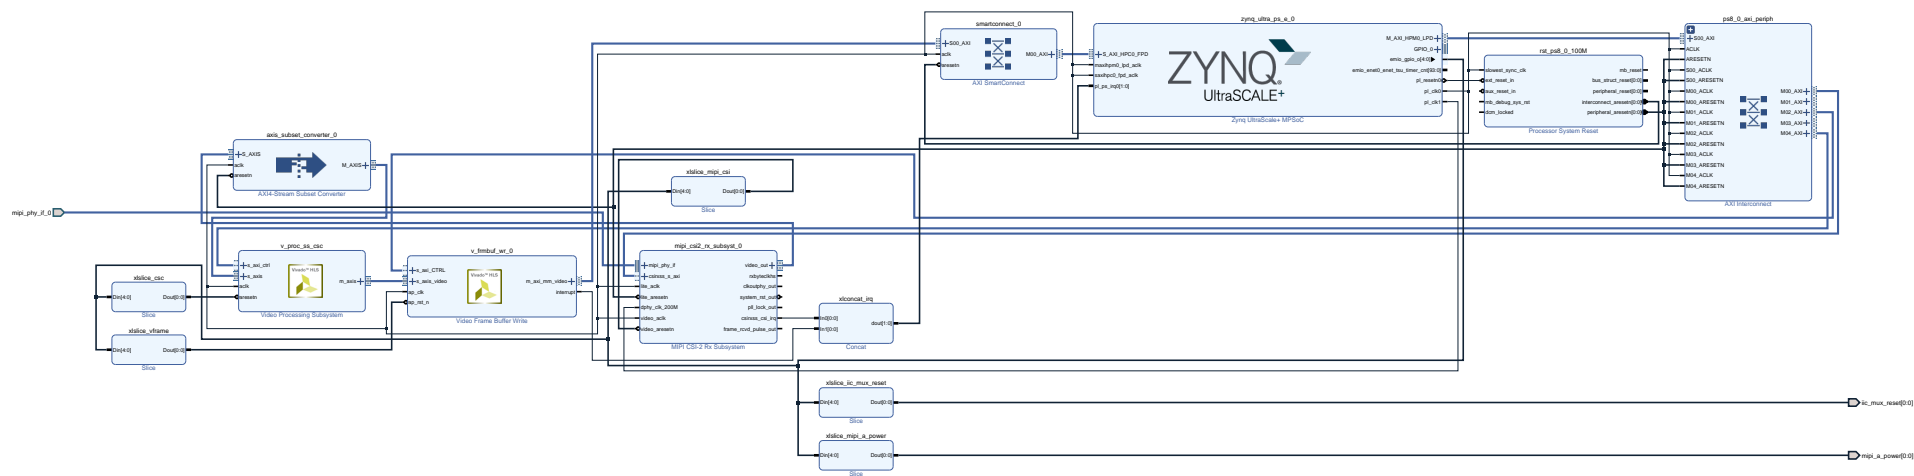 smartconnect_0
S00_AXI
aclk
aresetn
M00_AXI
AXI SmartConnect
zynq_ultra_ps_e_0
S_AXI_HPC0_FPD
maxihpm0_lpd_aclk
saxihpc0_fpd_aclk
pl_ps_irq0[1:0]
ZYNQ
UltraSCALE+
M_AXI_HPM0_LPD
GPIO_0
emio_gpio_o[4:0]
emio_enet0_enet_tsu_timer_cnt[93:0]
pl_resetn0
pl_clk0
pl_clk1
Zynq UltraScale+ MPSoC
rst_ps8_0_100M
slowest_sync_clk
ext_reset_in
aux_reset_in
mb_debug_sys_rst
dcm_locked
mb_reset
bus_struct_reset[0:0]
peripheral_reset[0:0]
interconnect_aresetn[0:0]
peripheral_aresetn[0:0]
Processor System Reset
ps8_0_axi_periph
S00_AXI
ACLK
ARESETN
S00_ACLK
S00_ARESETN
M00_ACLK
M00_ARESETN
M01_ACLK
M01_ARESETN
M02_ACLK
M02_ARESETN
M03_ACLK
M03_ARESETN
M04_ACLK
M04_ARESETN
M00_AXI
M01_AXI
M02_AXI
M03_AXI
M04_AXI
AXI Interconnect
axis_subset_converter_0
S_AXIS
aclk
aresetn
M_AXIS
AXI4-Stream Subset Converter
xlslice_mipi_csi
Din[4:0]
Dout[0:0]
Slice
mipi_phy_if_0
v_proc_ss_csc
s_axi_ctrl
s_axis
aclk
aresetn
Vivado™ HLS
m_axis
Video Processing Subsystem
v_frmbuf_wr_0
s_axi_CTRL
s_axis_video
ap_clk
ap_rst_n
Vivado™ HLS
m_axi_mm_video
interrupt
Video Frame Buffer Write
mipi_csi2_rx_subsyst_0
mipi_phy_if
csirxss_s_axi
lite_aclk
lite_aresetn
dphy_clk_200M
video_aclk
video_aresetn
video_out
rxbyteclkhs
clkoutphy_out
system_rst_out
pll_lock_out
csirxss_csi_irq
frame_rcvd_pulse_out
MIPI CSI-2 Rx Subsystem
xlslice_csc
Din[4:0]
Dout[0:0]
Slice
xlslice_vframe
Din[4:0]
Dout[0:0]
Slice
xlconcat_irq
In0[0:0]
In1[0:0]
dout[1:0]
Concat
xlslice_iic_mux_reset
Din[4:0]
Dout[0:0]
Slice
iic_mux_reset[0:0]
xlslice_mipi_a_power
Din[4:0]
Dout[0:0]
Slice
mipi_a_power[0:0]